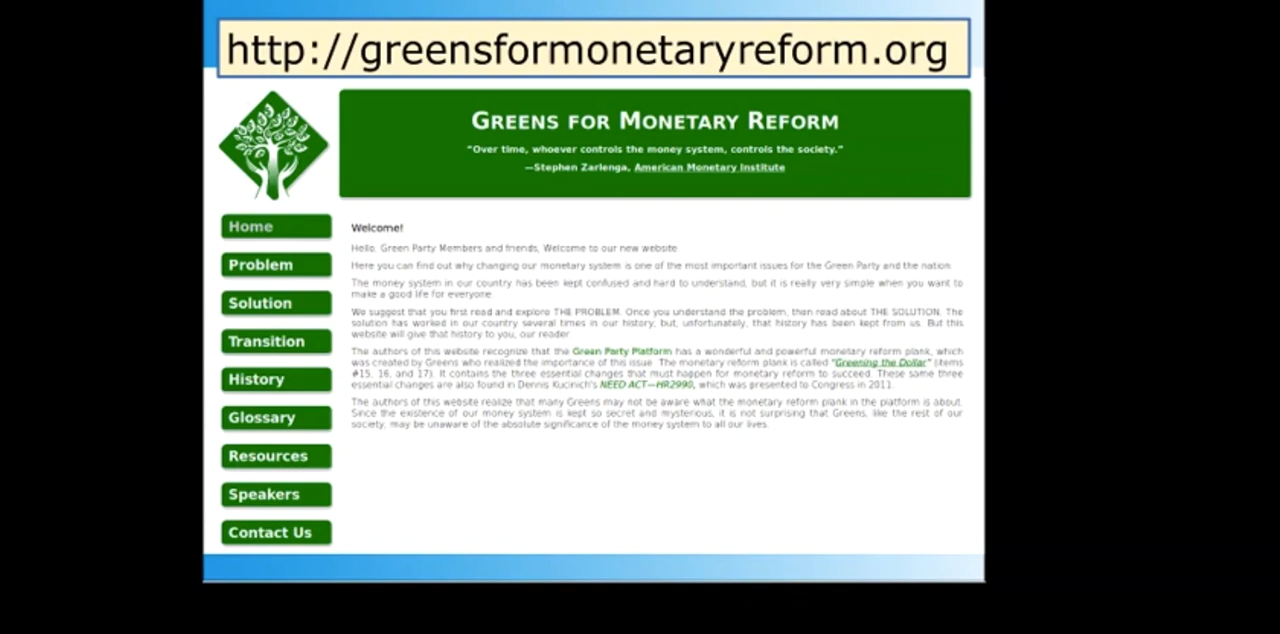 http://greensformonetaryreform.org
GREENS FOR MONETARY REFORM
“Over time, whoever controls the money system, controls the society.”
—Stephen Zarlenga, American Monetary Institute
Home
Problem
Solution
Transition
History
Glossary
Resources
Speakers
Contact Us
Welcome!
Hello, Green Party Members and friends, Welcome to our new website.
Here you can find out why changing our monetary system is one of the most important issues for the Green Party and the nation.
The money system in our country has been kept confused and hard to understand, but it is really very simple when you want to
make a good life for everyone.
We suggest that you first read and explore THE PROBLEM. Once you understand the problem, then read about THE SOLUTION. The
solution has worked in our country several times in our history, but, unfortunately, that history has been kept from us. But this
website will give that history to you, our reader.
The authors of this website recognize that the Green Party Platform has a wonderful and powerful monetary reform plank, which
was created by Greens who realized the importance of this issue. The monetary reform plank is called “Greening the Dollar” (items
#15, 16, and 17). It contains the three essential changes that must happen for monetary reform to succeed. These same three
essential changes are also found in Dennis Kucinich's NEED ACT—HR2990, which was presented to Congress in 2011.
The authors of this website realize that many Greens may not be aware what the monetary reform plank in the platform is about.
Since the existence of our money system is kept so secret and mysterious, it is not surprising that Greens, like the rest of our
society, may be unaware of the absolute significance of the money system to all our lives.